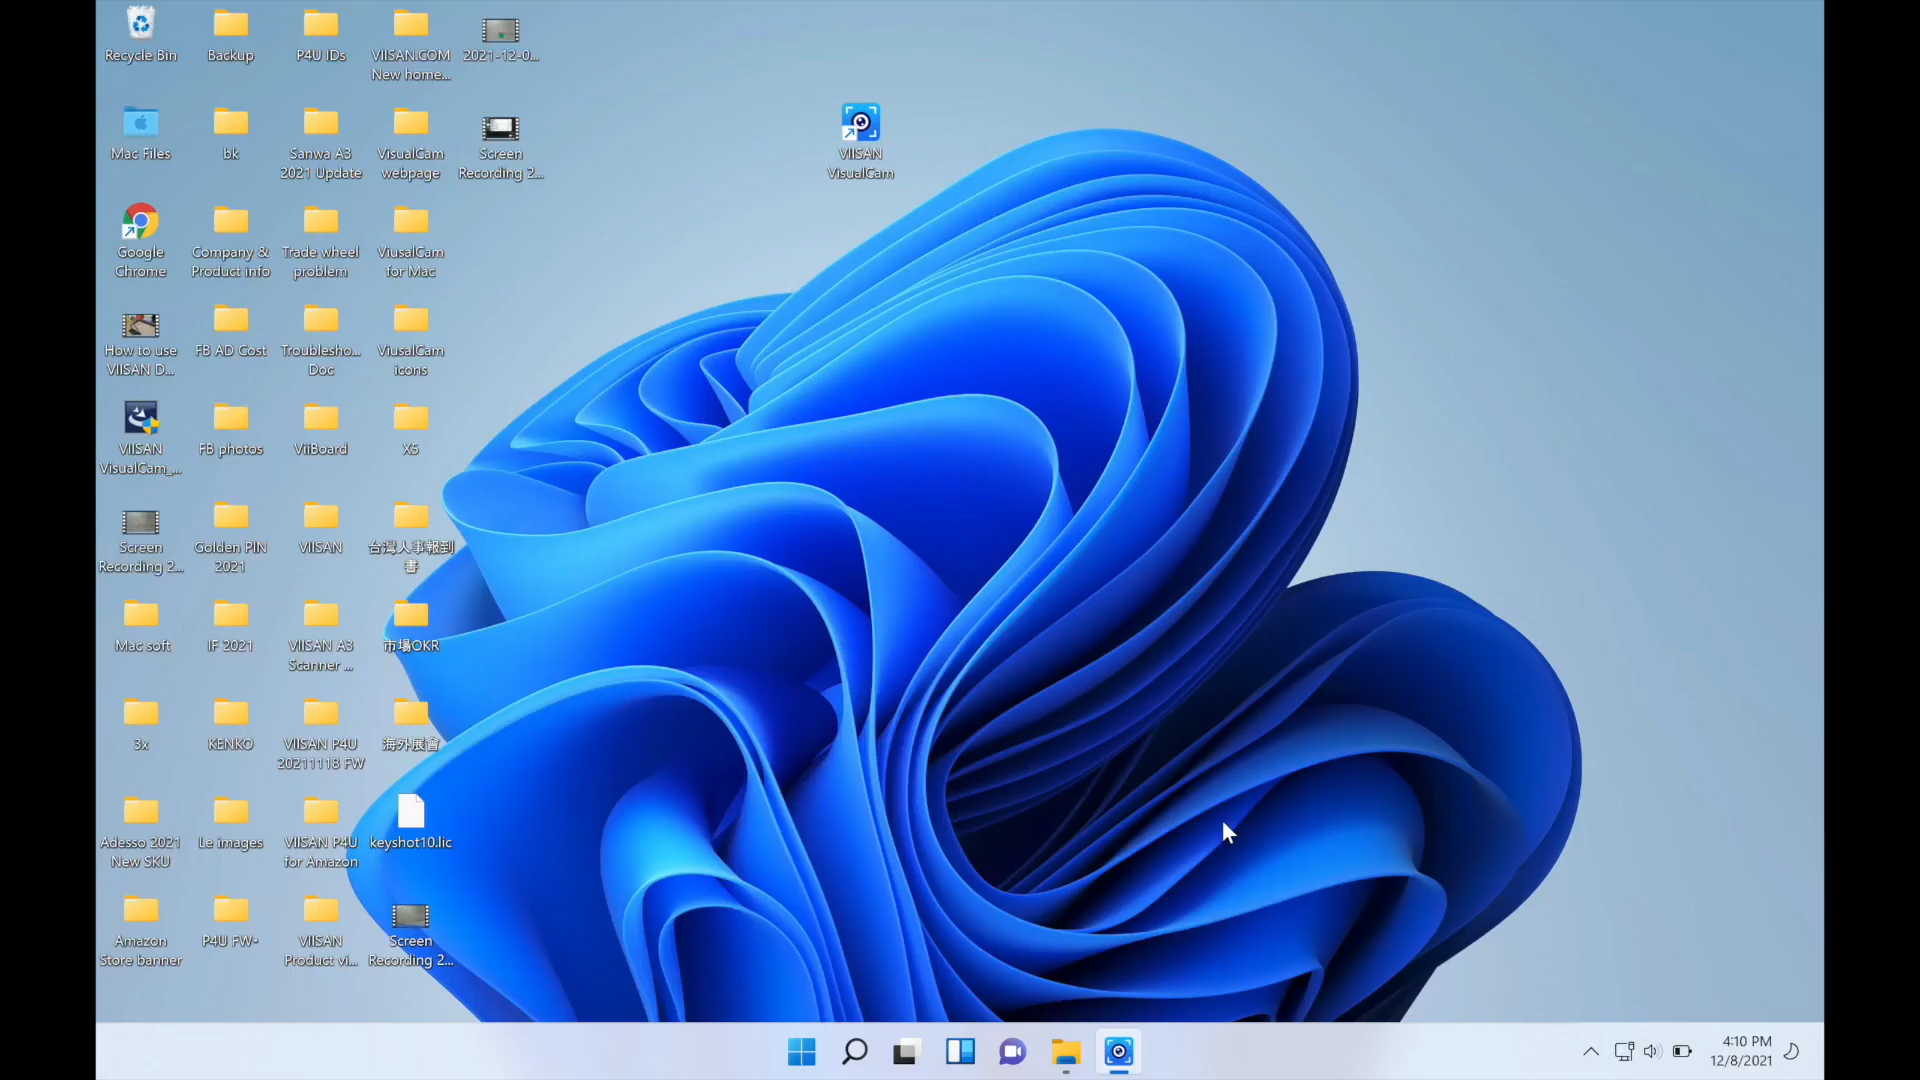 Recycle Bin
Backup
P4U IDs
VIISAN.COM
New home...
2021-12-0...
Mac Files
bk
Sanwa A3
2021 Update
VisualCam
webpage
Screen
Recording 2...
VIISAN
VisualCam
Google
Chrome
Company &
Product info
Trade wheel
problem
ViusalCam
for Mac
How to use
VIISAN D...
FB AD Cost
Troublesho...
Doc
ViusalCam
icons
VIISAN
VisualCam_...
FB photos
ViiBoard
X5
Screen
Recording 2...
Golden PIN
2021
VIISAN
台灣人事報到
書
Mac soft
IF 2021
VIISAN A3
Scanner ...
市場OKR
3x
KENKO
VIISAN P4U
20211118 FW
海外展會
Adesso 2021
New SKU
Le images
VIISAN P4U
for Amazon
keyshot10.lic
Amazon
Store banner
P4U FW•
VIISAN
Product vi...
Screen
Recording 2...
4:10 PM
12/8/2021